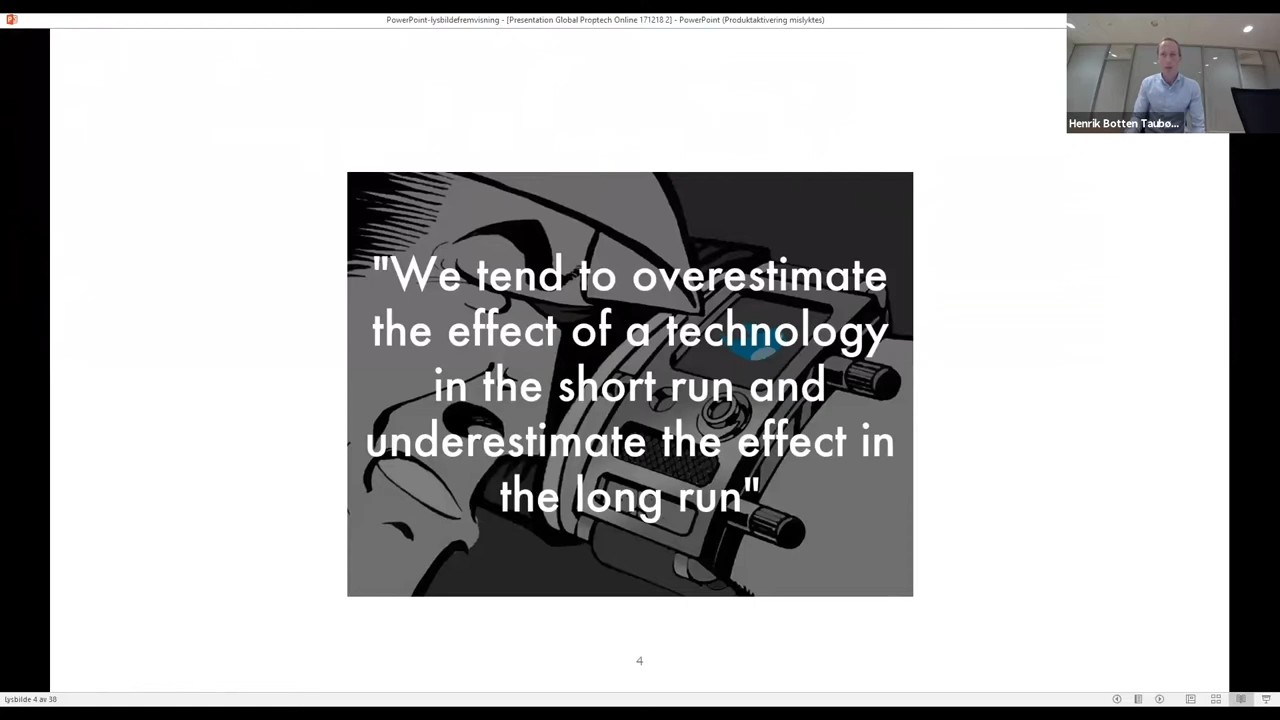 PowerPoint-lysbildefremvisning - [Presentation Global Proptech Online 171218 2] - PowerPoint (Produktaktivering mislyktes)
Henrik Botten Taubø...
"We tend to overestimate
the effect of a technology
in the short run and
underestimate the effect in
the long run"
4
Lysbilde 4 av 38